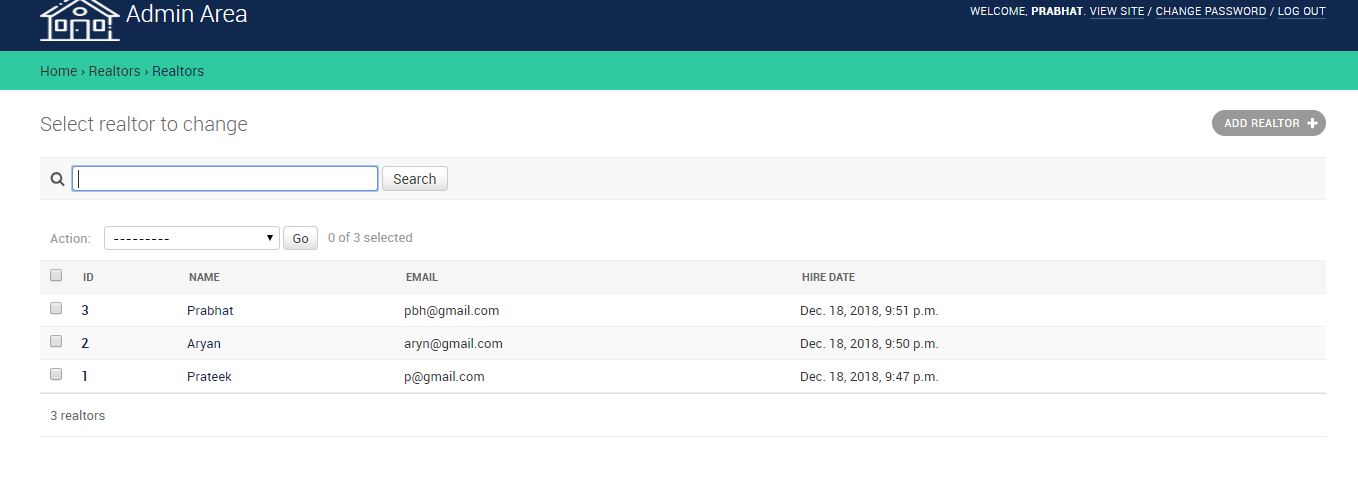 Admin Area
WELCOME, PRABHAT. VIEW SITE / CHANGE PASSWORD / LOG OUT
Home › Realtors › Realtors
Select realtor to change
ADD REALTOR +
Search
Action: --------- Go 0 of 3 selected
ID NAME EMAIL HIRE DATE
3 Prabhat pbh@gmail.com Dec. 18, 2018, 9:51 p.m.
2 Aryan aryn@gmail.com Dec. 18, 2018, 9:50 p.m.
1 Prateek p@gmail.com Dec. 18, 2018, 9:47 p.m.
3 realtors